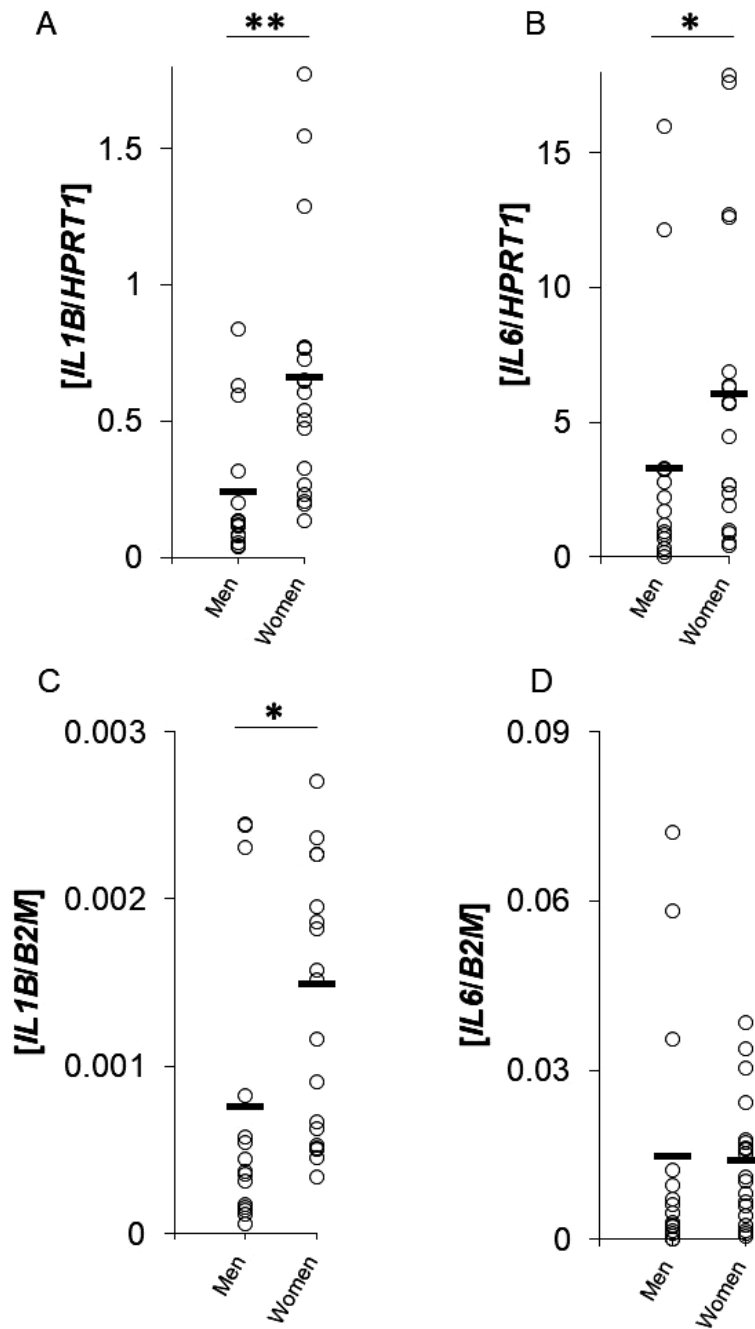 A
**
[IL1B/HPRT1]
1.5
1
0.5
0
Men
Women
B
*
[IL6/HPRT1]
15
10
5
0
Men
Women
C
*
[IL1B/B2M]
0.003
0.002
0.001
0
Men
Women
D
[IL6/B2M]
0.09
0.06
0.03
0
Men
Women